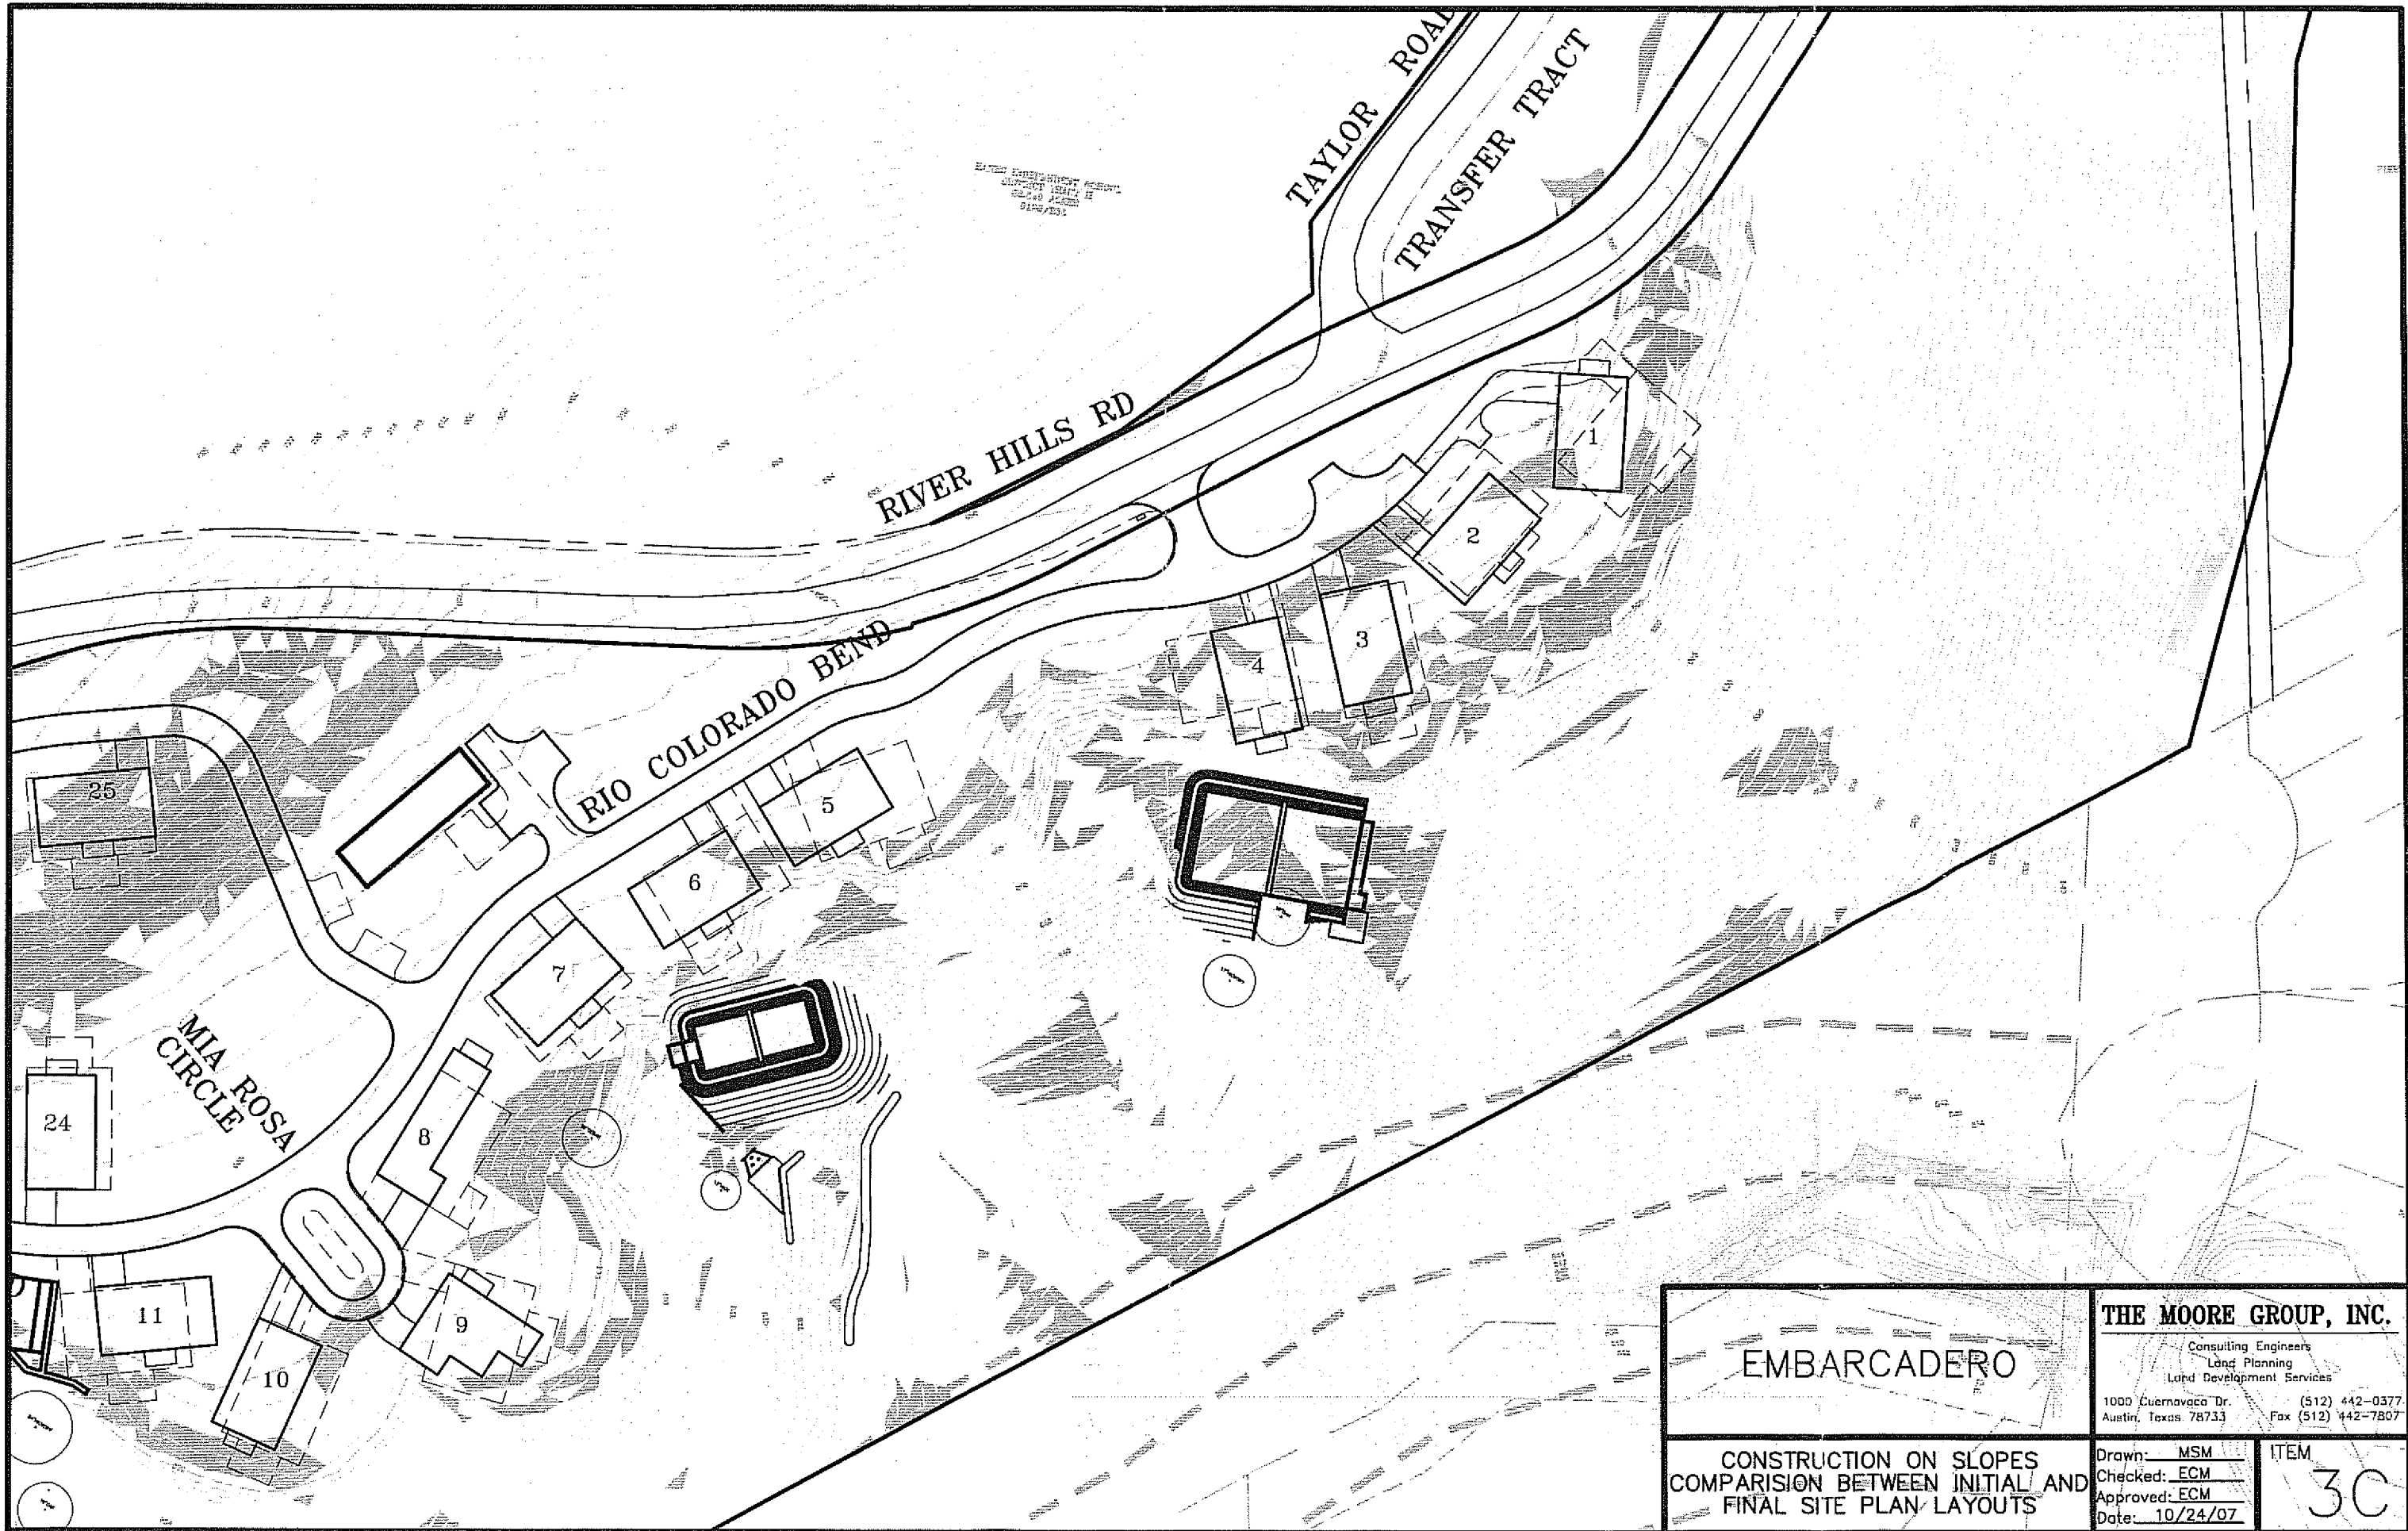 TAYLOR ROAD
TRANSFER TRACT
RIVER HILLS RD
RIO COLORADO BEND
MIA ROSA
CIRCLE
1
2
3
4
5
6
7
8
9
10
11
24
25
EMBARCADERO
THE MOORE GROUP, INC.
Consulting Engineers
Land Planning
Land Development Services
1000 Cuernavaca Dr. (512) 442-0377
Austin, Texas 78733 Fax (512) 442-7807
CONSTRUCTION ON SLOPES
COMPARISION BETWEEN INITIAL AND
FINAL SITE PLAN LAYOUTS
Drawn: MSM
Checked: ECM
Approved: ECM
Date: 10/24/07
ITEM
3C